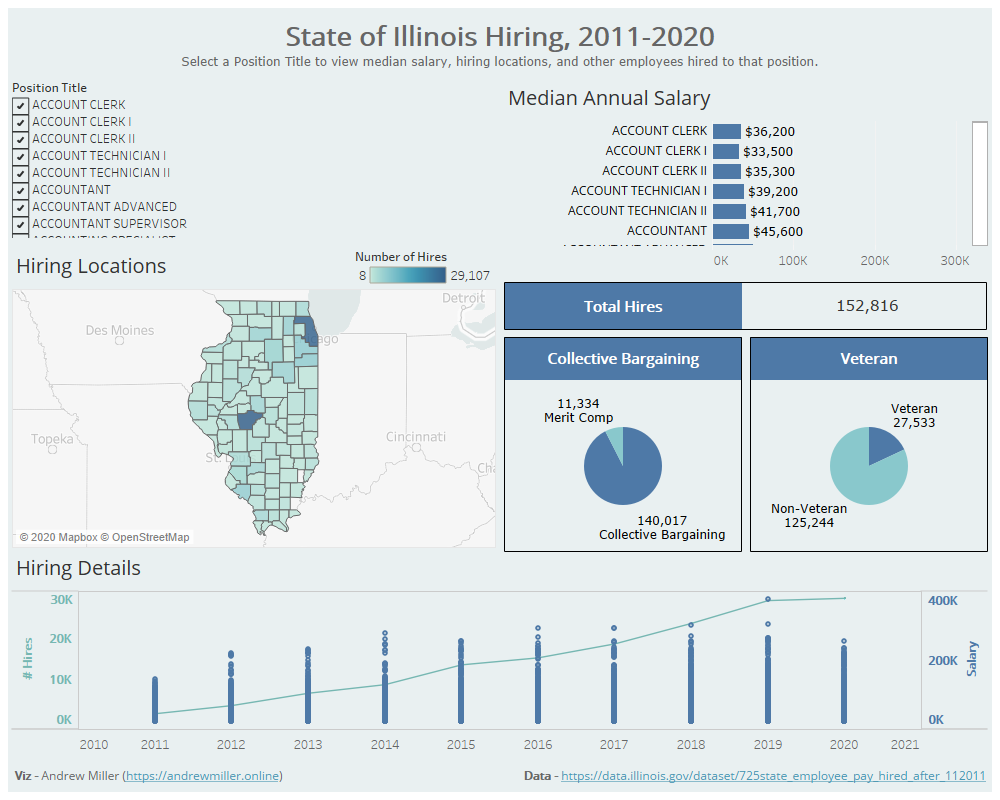 State of Illinois Hiring, 2011-2020
Select a Position Title to view median salary, hiring locations, and other employees hired to that position.
Position Title
ACCOUNT CLERK
ACCOUNT CLERK I
ACCOUNT CLERK II
ACCOUNT TECHNICIAN I
ACCOUNT TECHNICIAN II
ACCOUNTANT
ACCOUNTANT ADVANCED
ACCOUNTANT SUPERVISOR
Median Annual Salary
ACCOUNT CLERK $36,200
ACCOUNT CLERK I $33,500
ACCOUNT CLERK II $35,300
ACCOUNT TECHNICIAN I $39,200
ACCOUNT TECHNICIAN II $41,700
ACCOUNTANT $45,600
0K 100K 200K 300K
Hiring Locations
Number of Hires
8 29,107
Detroit
Des Moines
ago
Topeka
Cincinnati
St.
Ch
© 2020 Mapbox © OpenStreetMap
Total Hires 152,816
Collective Bargaining
11,334
Merit Comp
140,017
Collective Bargaining
Veteran
Veteran
27,533
Non-Veteran
125,244
Hiring Details
# Hires
30K
20K
10K
0K
400K
200K
0K
Salary
2010 2011 2012 2013 2014 2015 2016 2017 2018 2019 2020 2021
Viz - Andrew Miller (https://andrewmiller.online)
Data - https://data.illinois.gov/dataset/725state_employee_pay_hired_after_112011